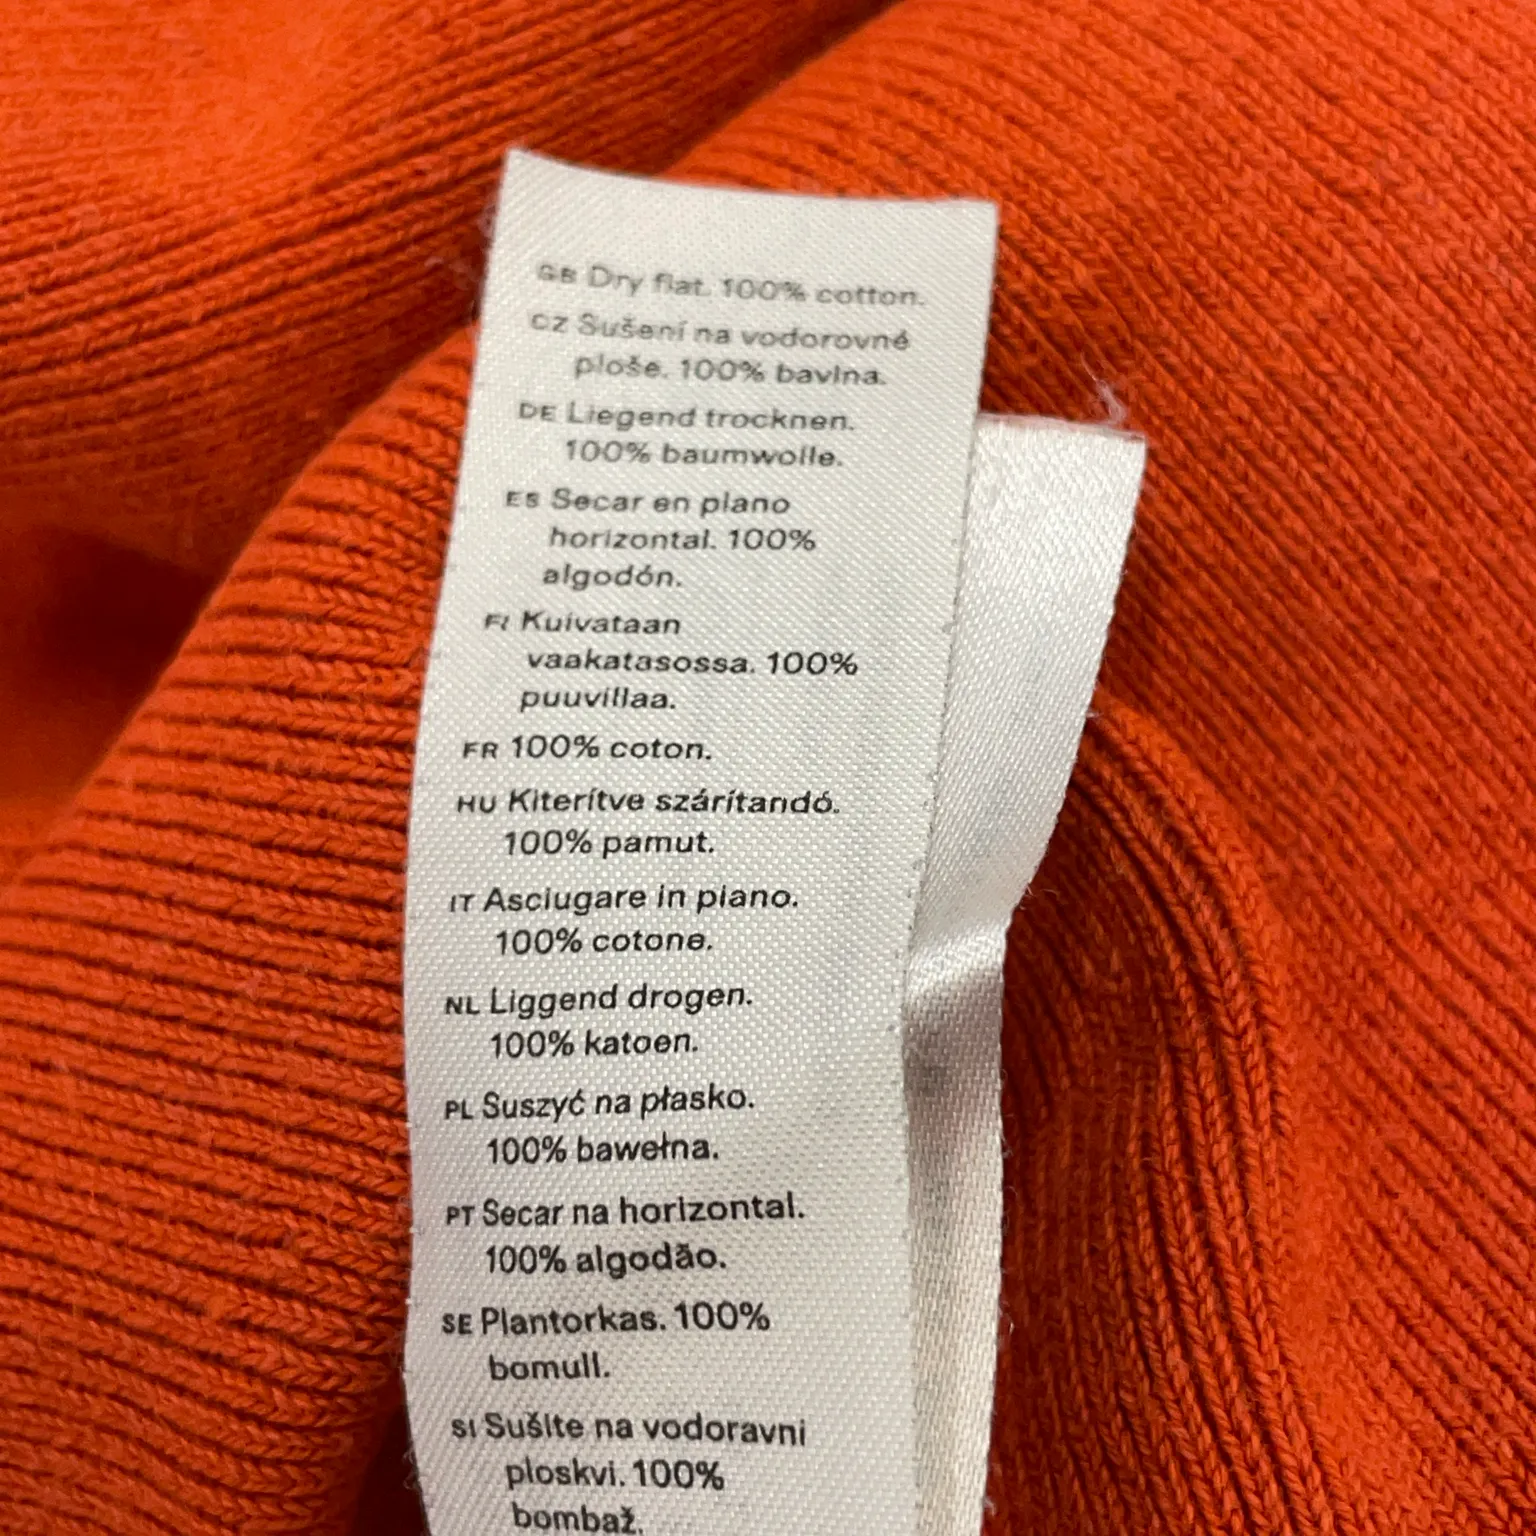 GB Dry flat. 100% cotton.
CZ Sušení na vodorovné
ploše. 100% bavlna.
DE Liegend trocknen.
100% baumwolle.
ES Secar en plano
horizontal. 100%
algodón.
FI Kuivataan
vaakatasossa. 100%
puuvillaa.
FR 100% coton.
HU Kiterítve szárítandó.
100% pamut.
IT Asciugare in piano.
100% cotone.
NL Liggend drogen.
100% katoen.
PL Suszyć na płasko.
100% bawełna.
PT Secar na horizontal.
100% algodão.
SE Plantorkas. 100%
bomull.
SI Sušite na vodoravni
ploskvi. 100%
bombaž.